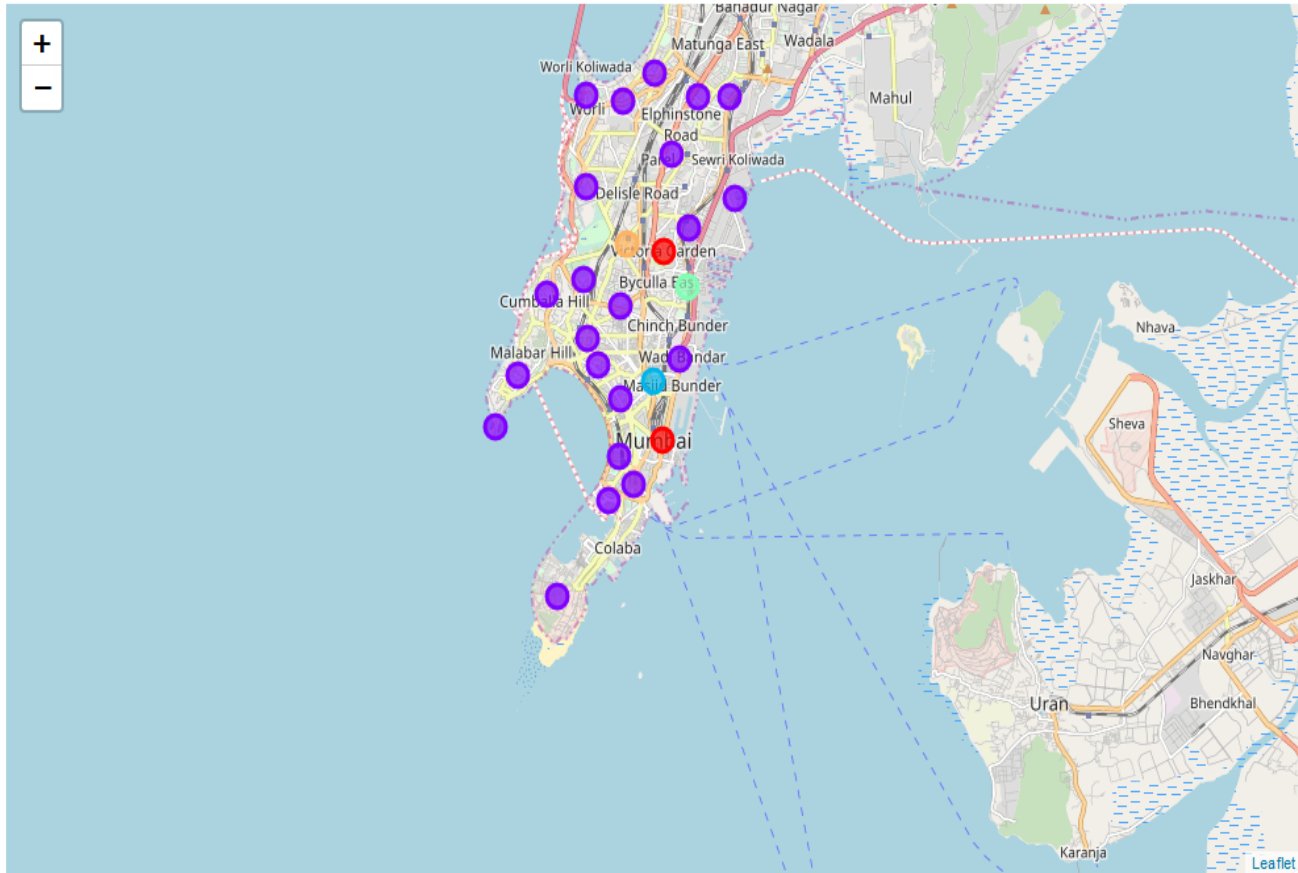 +
−
Bahadur Nagar
Matunga East
Wadala
Worli Koliwada
Mahul
Worli
Elphinstone
Road
Parel
Sewri Koliwada
Delisle Road
Victoria Garden
Byculla Eas
Cumballa Hill
Chinch Bunder
Nhava
Malabar Hill
Wadi Bundar
Masjid Bunder
Sheva
Mumbai
Colaba
Jaskhar
Navghar
Uran
Bhendkhal
Karanja
Leaflet